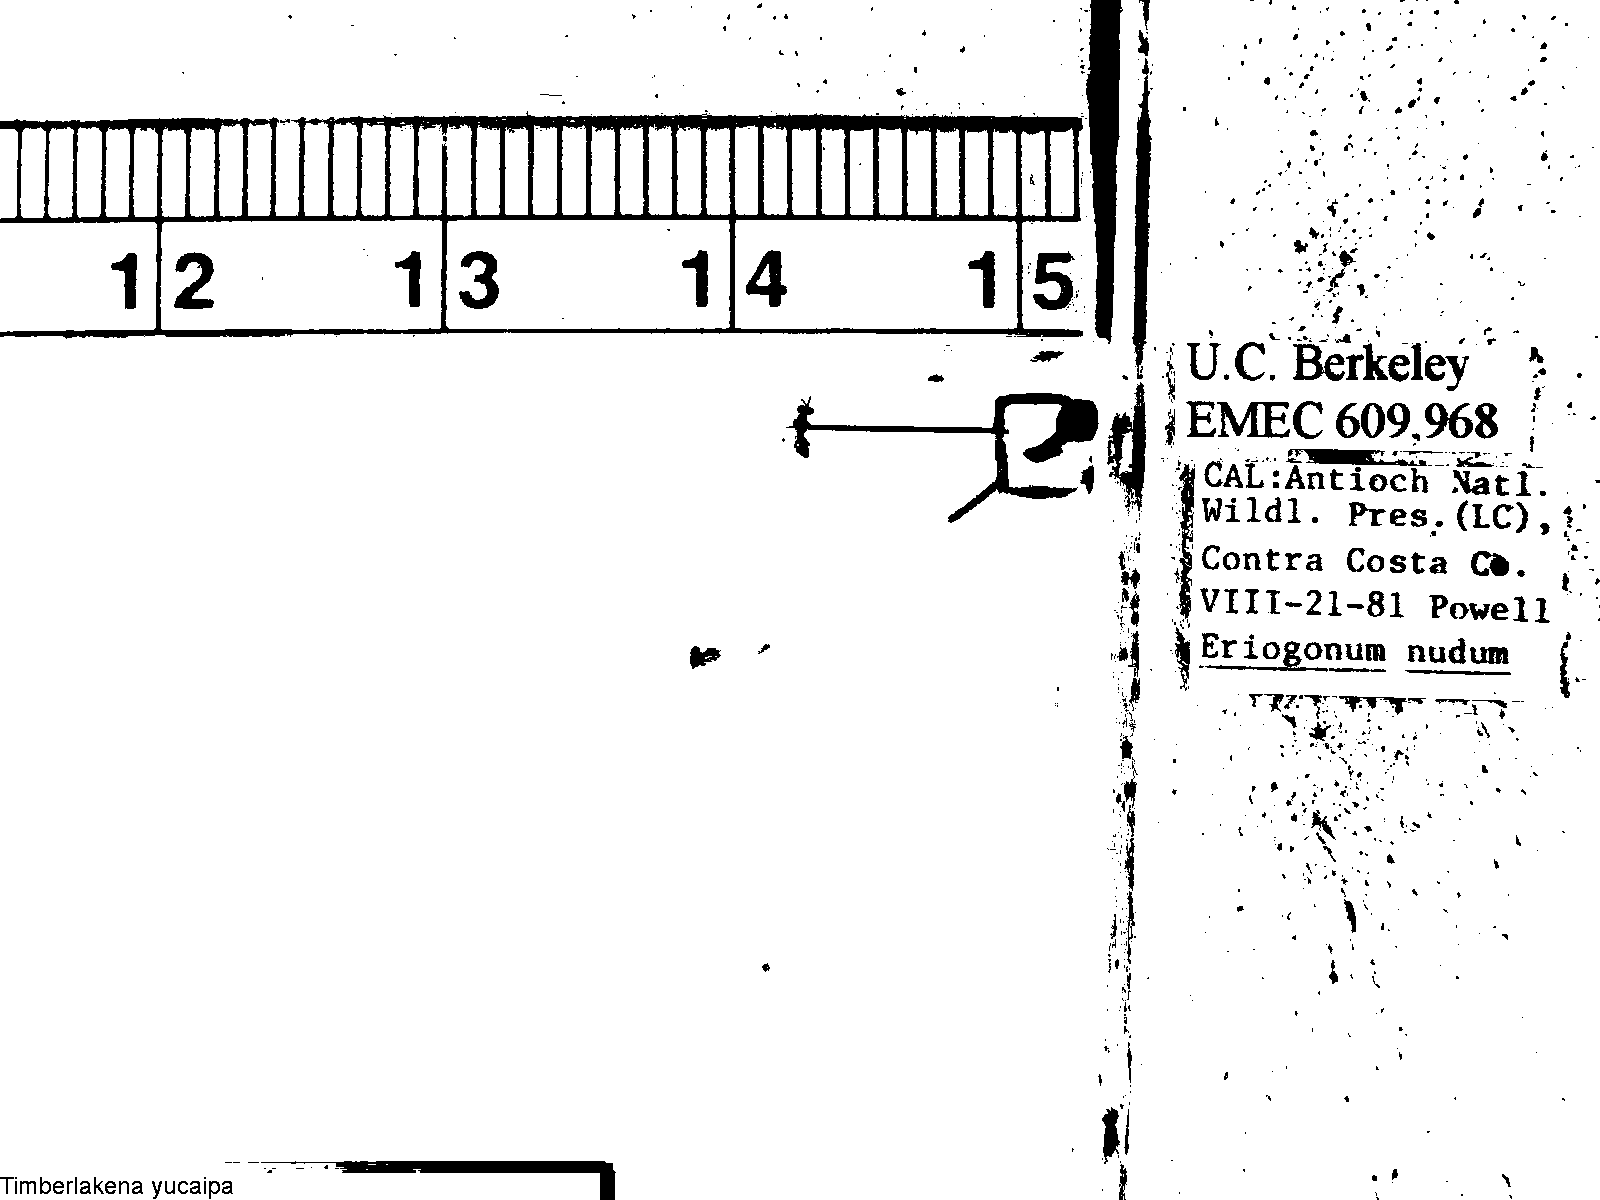 12 13 14 15
U.C. Berkeley
EMEC 609,968
CAL:Antioch Natl.
Wildl. Pres.(LC),
Contra Costa Co.
VIII-21-81 Powell
Eriogonum nudum
Timberlakena yucaipa